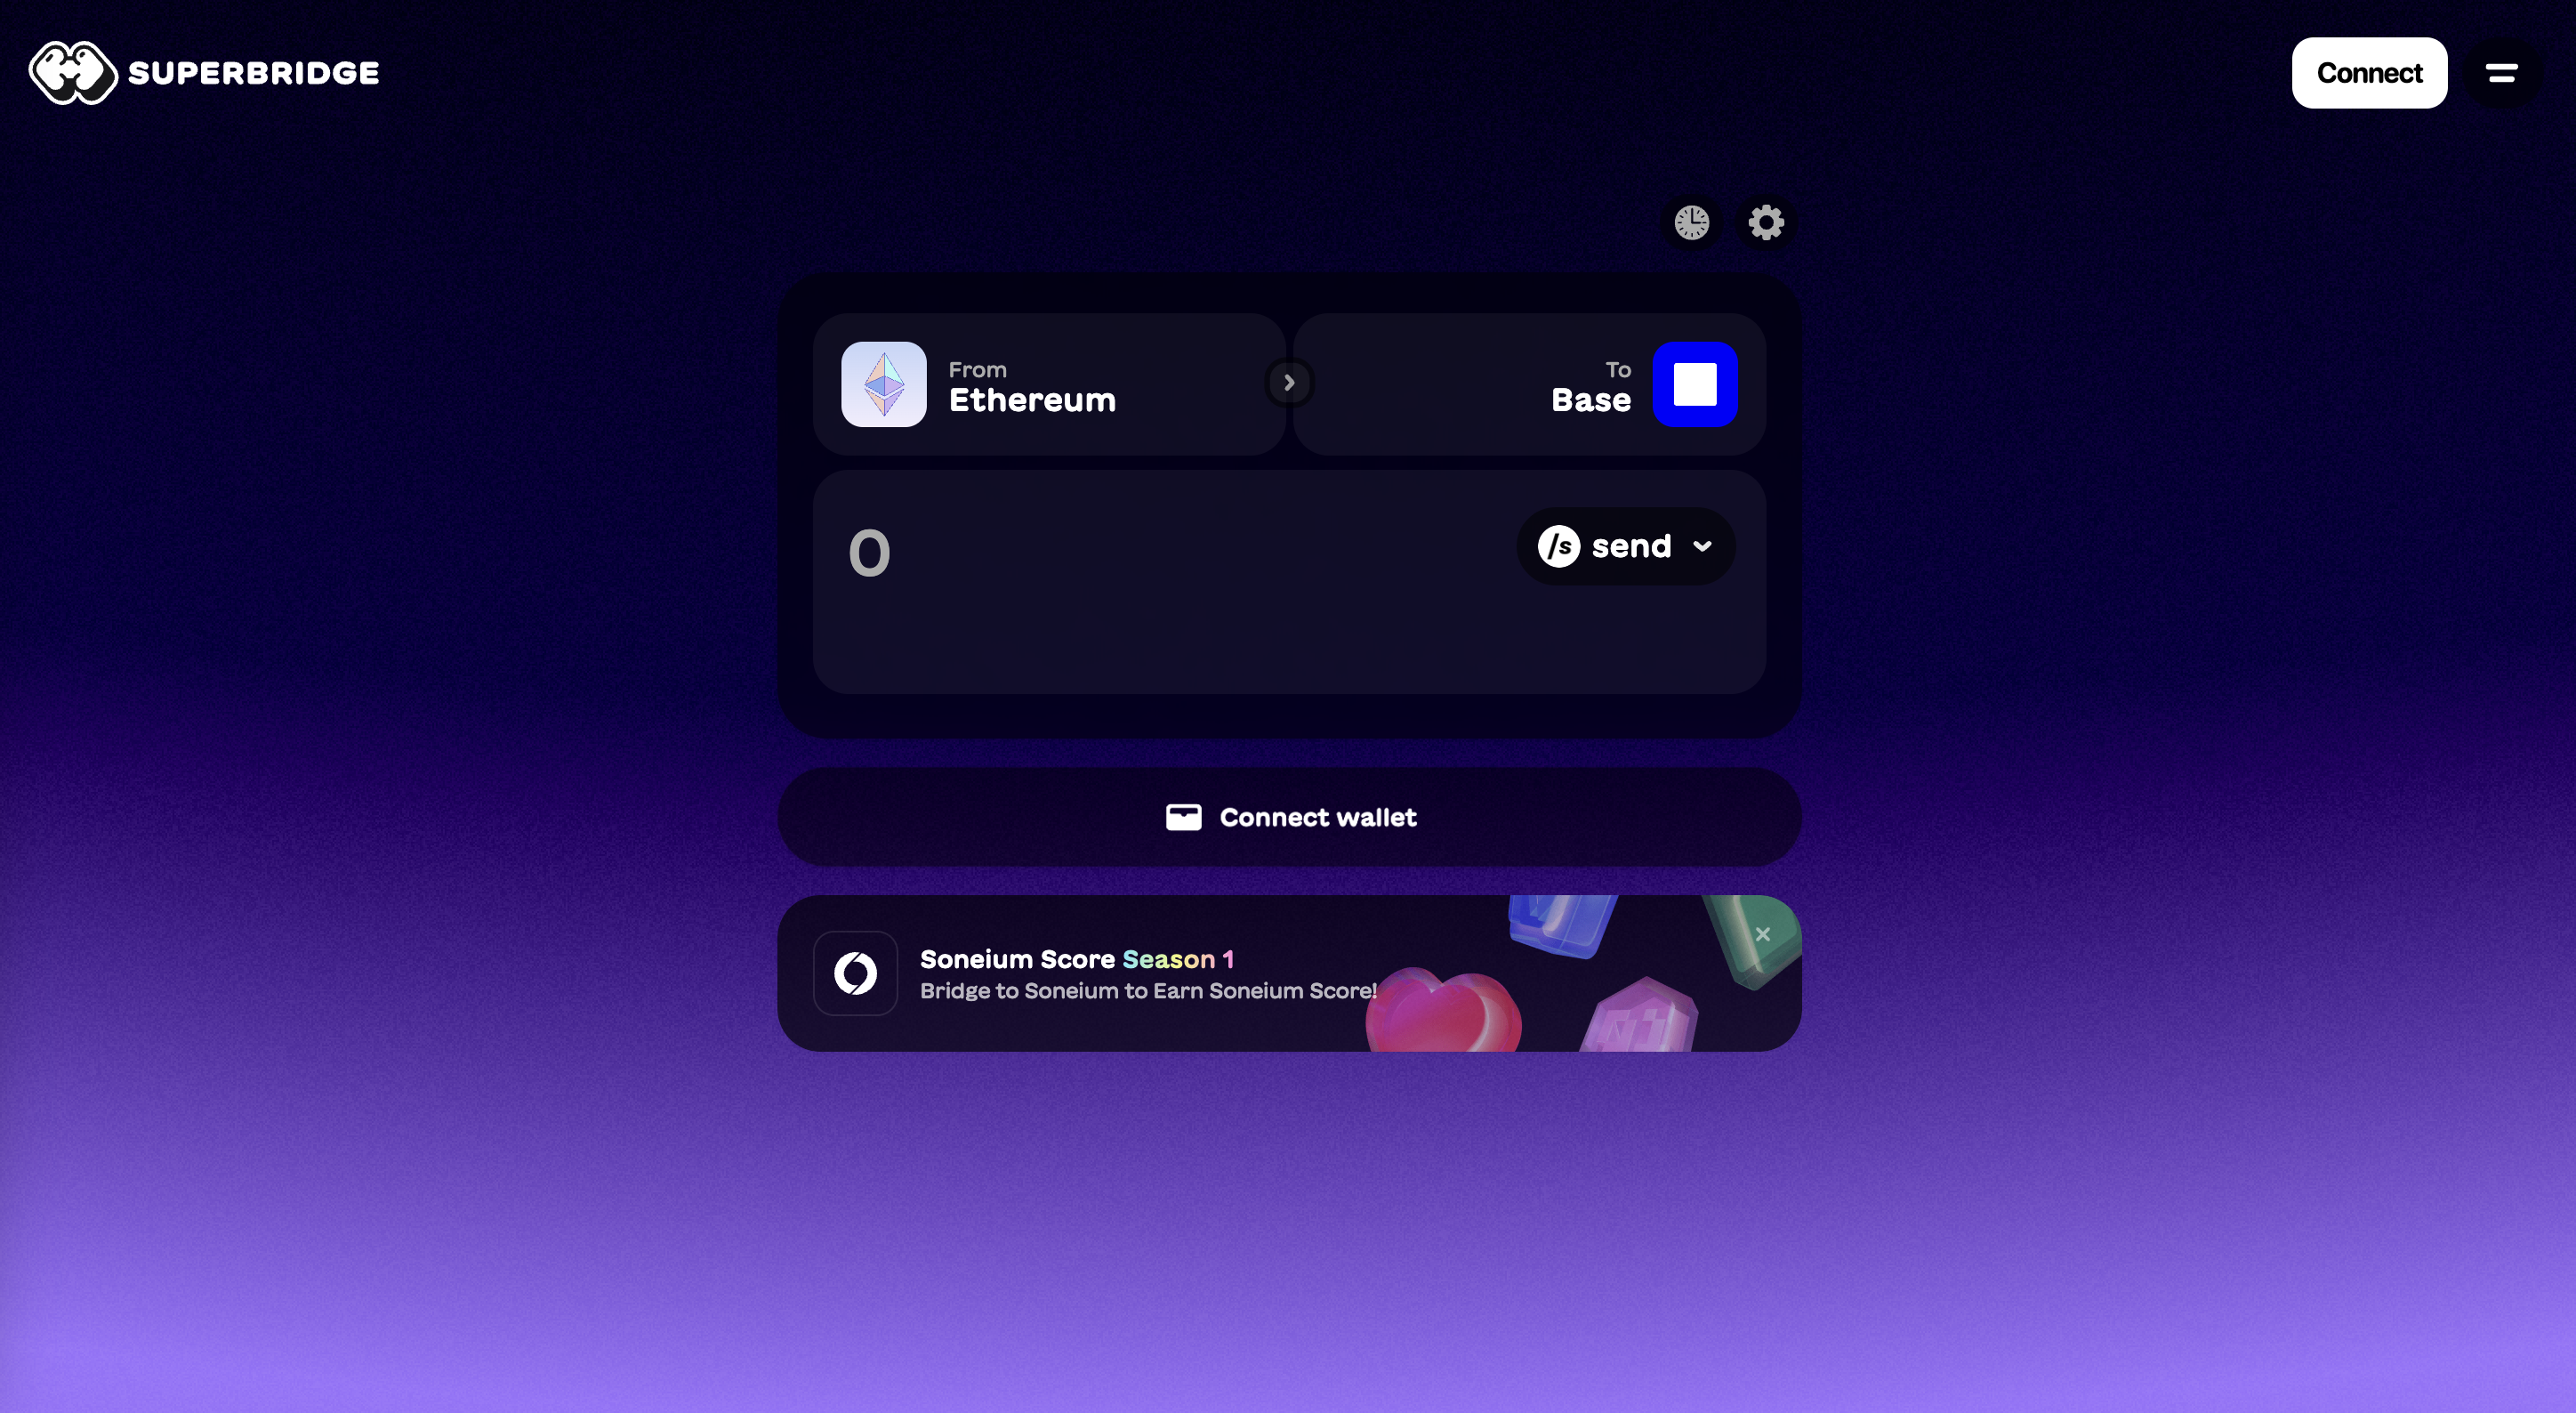 SUPERBRIDGE
Connect
From
Ethereum
To
Base
0
/s send
Connect wallet
Soneium Score Season 1
Bridge to Soneium to Earn Soneium Score!